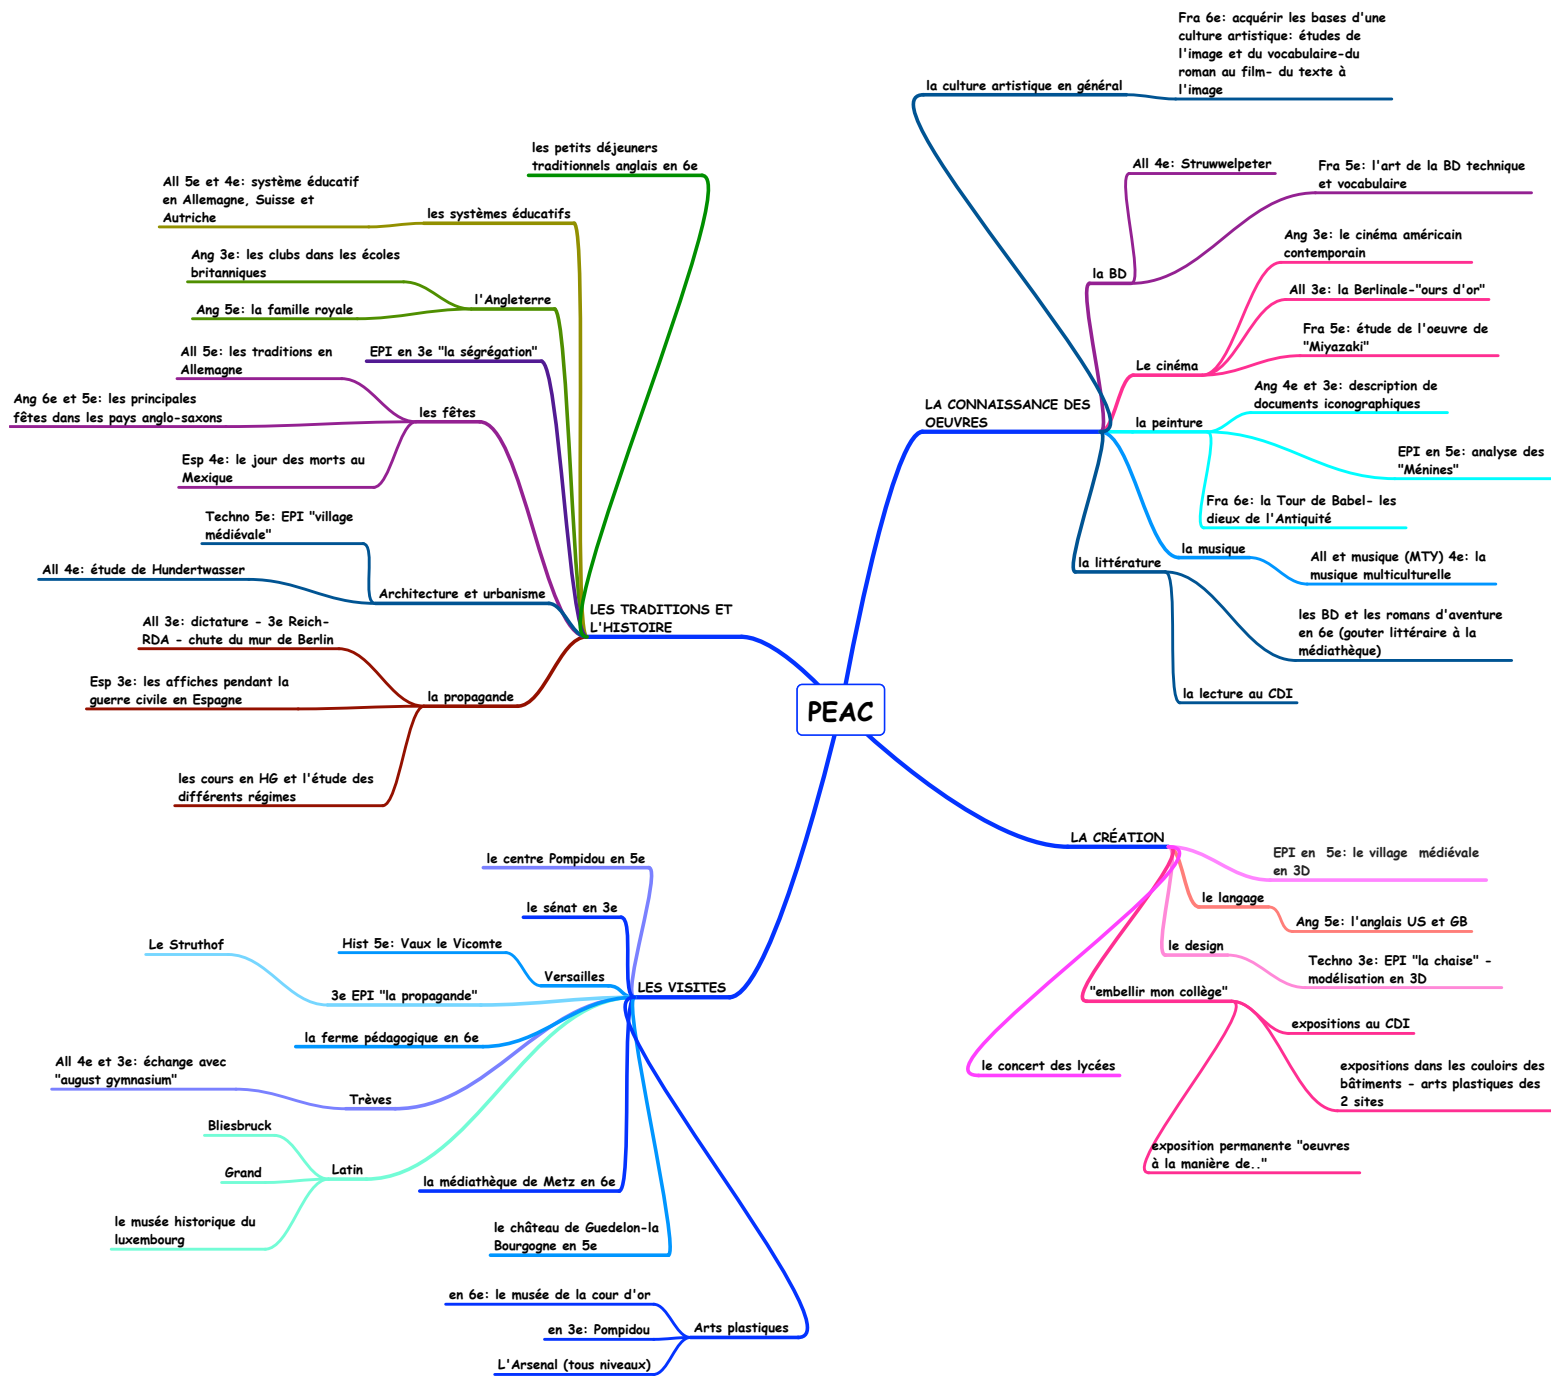 PEAC
LA CONNAISSANCE DES
OEUVRES
la culture artistique en général
Fra 6e: acquérir les bases d'une
culture artistique: études de
l'image et du vocabulaire-du
roman au film- du texte à
l'image
la BD
All 4e: Struwwelpeter
Fra 5e: l'art de la BD technique
et vocabulaire
Le cinéma
Ang 3e: le cinéma américain
contemporain
All 3e: la Berlinale-"ours d'or"
Fra 5e: étude de l'oeuvre de
"Miyazaki"
la peinture
Ang 4e et 3e: description de
documents iconographiques
EPI en 5e: analyse des
"Ménines"
Fra 6e: la Tour de Babel- les
dieux de l'Antiquité
la musique
All et musique (MTY) 4e: la
musique multiculturelle
la littérature
les BD et les romans d'aventure
en 6e (gouter littéraire à la
médiathèque)
la lecture au CDI
LA CRÉATION
EPI en  5e: le village  médiévale
en 3D
le langage
Ang 5e: l'anglais US et GB
le design
Techno 3e: EPI "la chaise" -
modélisation en 3D
"embellir mon collège"
expositions au CDI
expositions dans les couloirs des
bâtiments - arts plastiques des
2 sites
exposition permanente "oeuvres
à la manière de.."
le concert des lycées
LES TRADITIONS ET
L'HISTOIRE
les petits déjeuners
traditionnels anglais en 6e
les systèmes éducatifs
All 5e et 4e: système éducatif
en Allemagne, Suisse et
Autriche
l'Angleterre
Ang 3e: les clubs dans les écoles
britanniques
Ang 5e: la famille royale
EPI en 3e "la ségrégation"
les fêtes
All 5e: les traditions en
Allemagne
Ang 6e et 5e: les principales
fêtes dans les pays anglo-saxons
Esp 4e: le jour des morts au
Mexique
Architecture et urbanisme
Techno 5e: EPI "village
médiévale"
All 4e: étude de Hundertwasser
la propagande
All 3e: dictature - 3e Reich-
RDA - chute du mur de Berlin
Esp 3e: les affiches pendant la
guerre civile en Espagne
les cours en HG et l'étude des
différents régimes
LES VISITES
le centre Pompidou en 5e
le sénat en 3e
Versailles
Hist 5e: Vaux le Vicomte
3e EPI "la propagande"
Le Struthof
la ferme pédagogique en 6e
Trèves
All 4e et 3e: échange avec
"august gymnasium"
Latin
Bliesbruck
Grand
le musée historique du
luxembourg
la médiathèque de Metz en 6e
le château de Guedelon-la
Bourgogne en 5e
Arts plastiques
en 6e: le musée de la cour d'or
en 3e: Pompidou
L'Arsenal (tous niveaux)